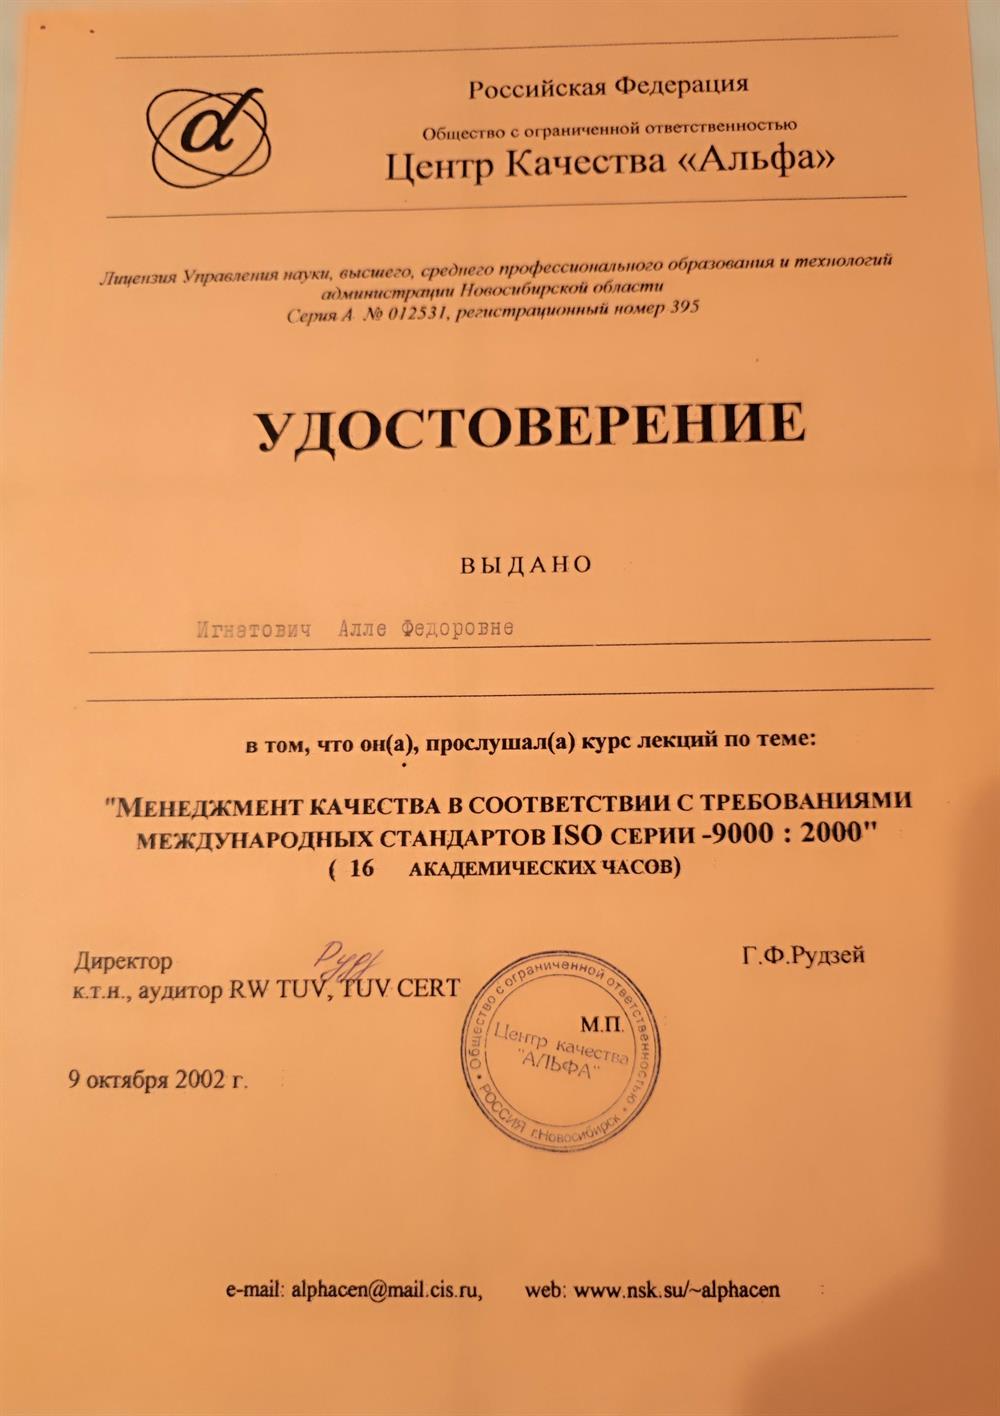 d
Российская Федерация
Общество с ограниченной ответственностью
Центр Качества «Альфа»
Лицензия Управления науки, высшего, среднего профессионального образования и технологий
администрации Новосибирской области
Серия А № 012531, регистрационный номер 395
УДОСТОВЕРЕНИЕ
ВЫДАНО
Игнатович Алле Федоровне
в том, что он(а), прослушал(а) курс лекций по теме:
"МЕНЕДЖМЕНТ КАЧЕСТВА В СООТВЕТСТВИИ С ТРЕБОВАНИЯМИ
МЕЖДУНАРОДНЫХ СТАНДАРТОВ ISO СЕРИИ -9000 : 2000"
( 16 АКАДЕМИЧЕСКИХ ЧАСОВ)
Директор
Г.Ф.Рудзей
к.т.н., аудитор RW TUV, TUV CERT
М.П.
Общество с ограниченной ответственностью
Центр качества
"АЛЬФА"
РОССИЯ г.Новосибирск
9 октября 2002 г.
e-mail: alphacen@mail.cis.ru, web: www.nsk.su/~alphacen